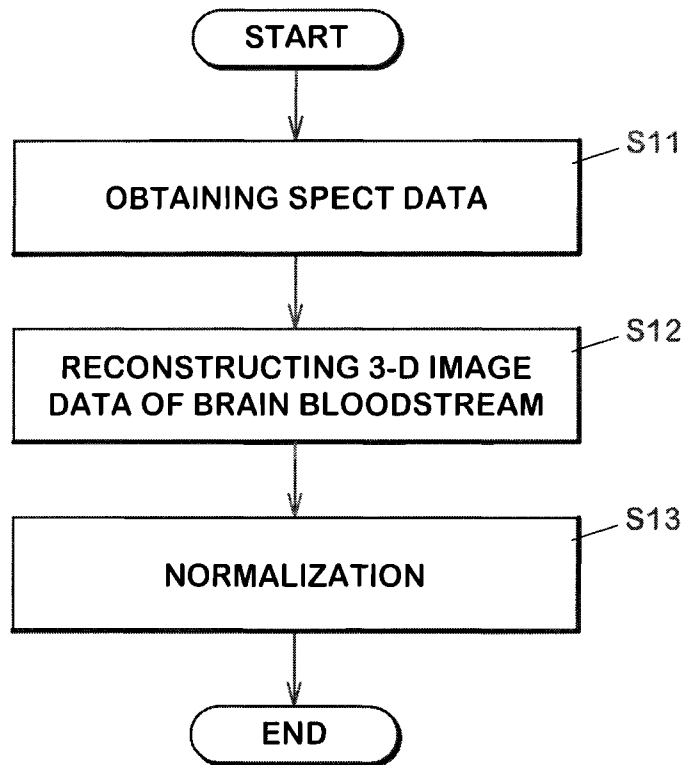 START
S11
OBTAINING SPECT DATA
S12
RECONSTRUCTING 3-D IMAGE
DATA OF BRAIN BLOODSTREAM
S13
NORMALIZATION
END